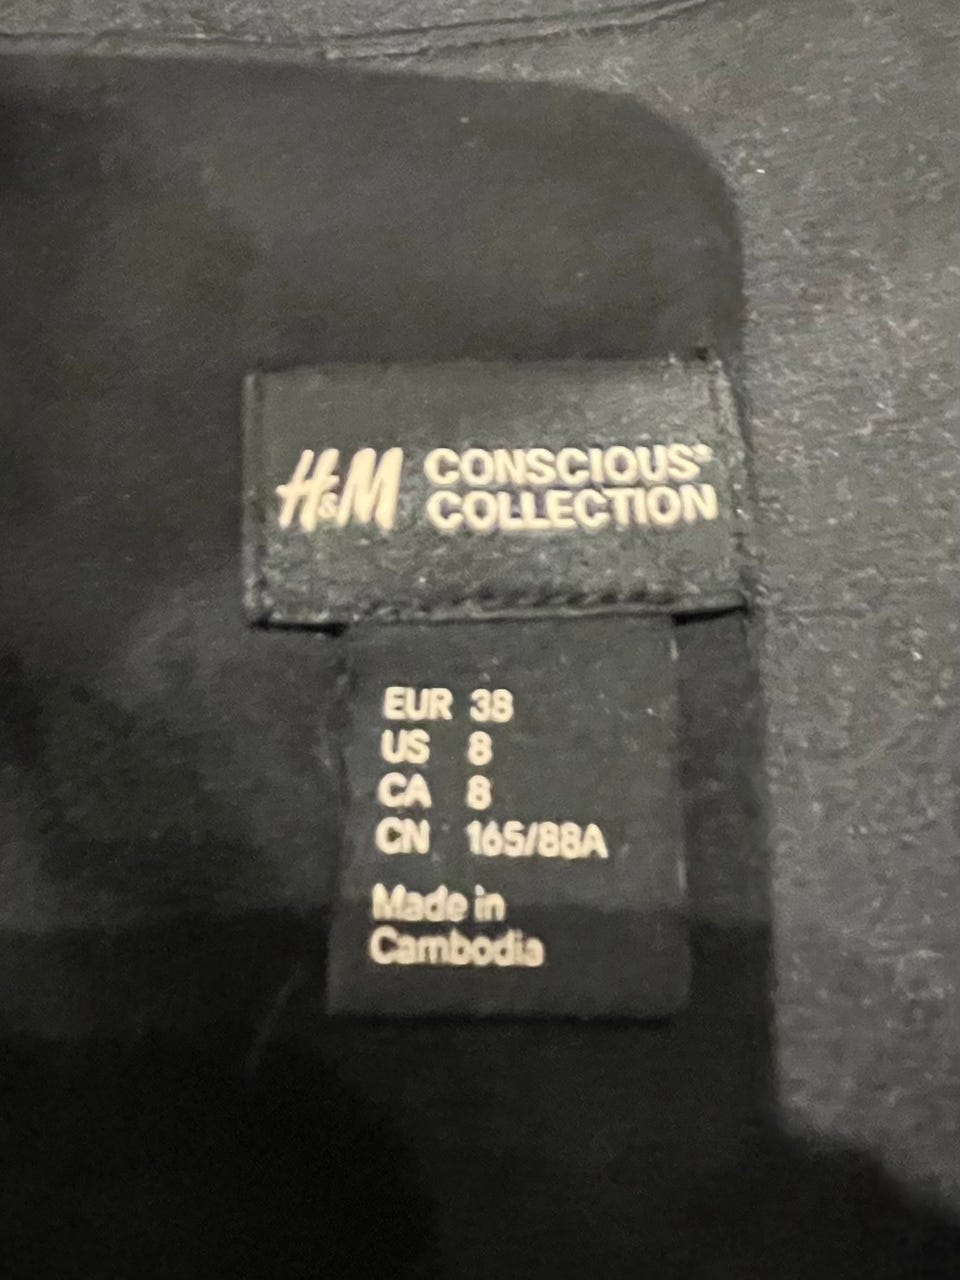 H&M CONSCIOUS
COLLECTION
EUR 38
US 8
CA 8
CN 165/88A
Made in
Cambodia